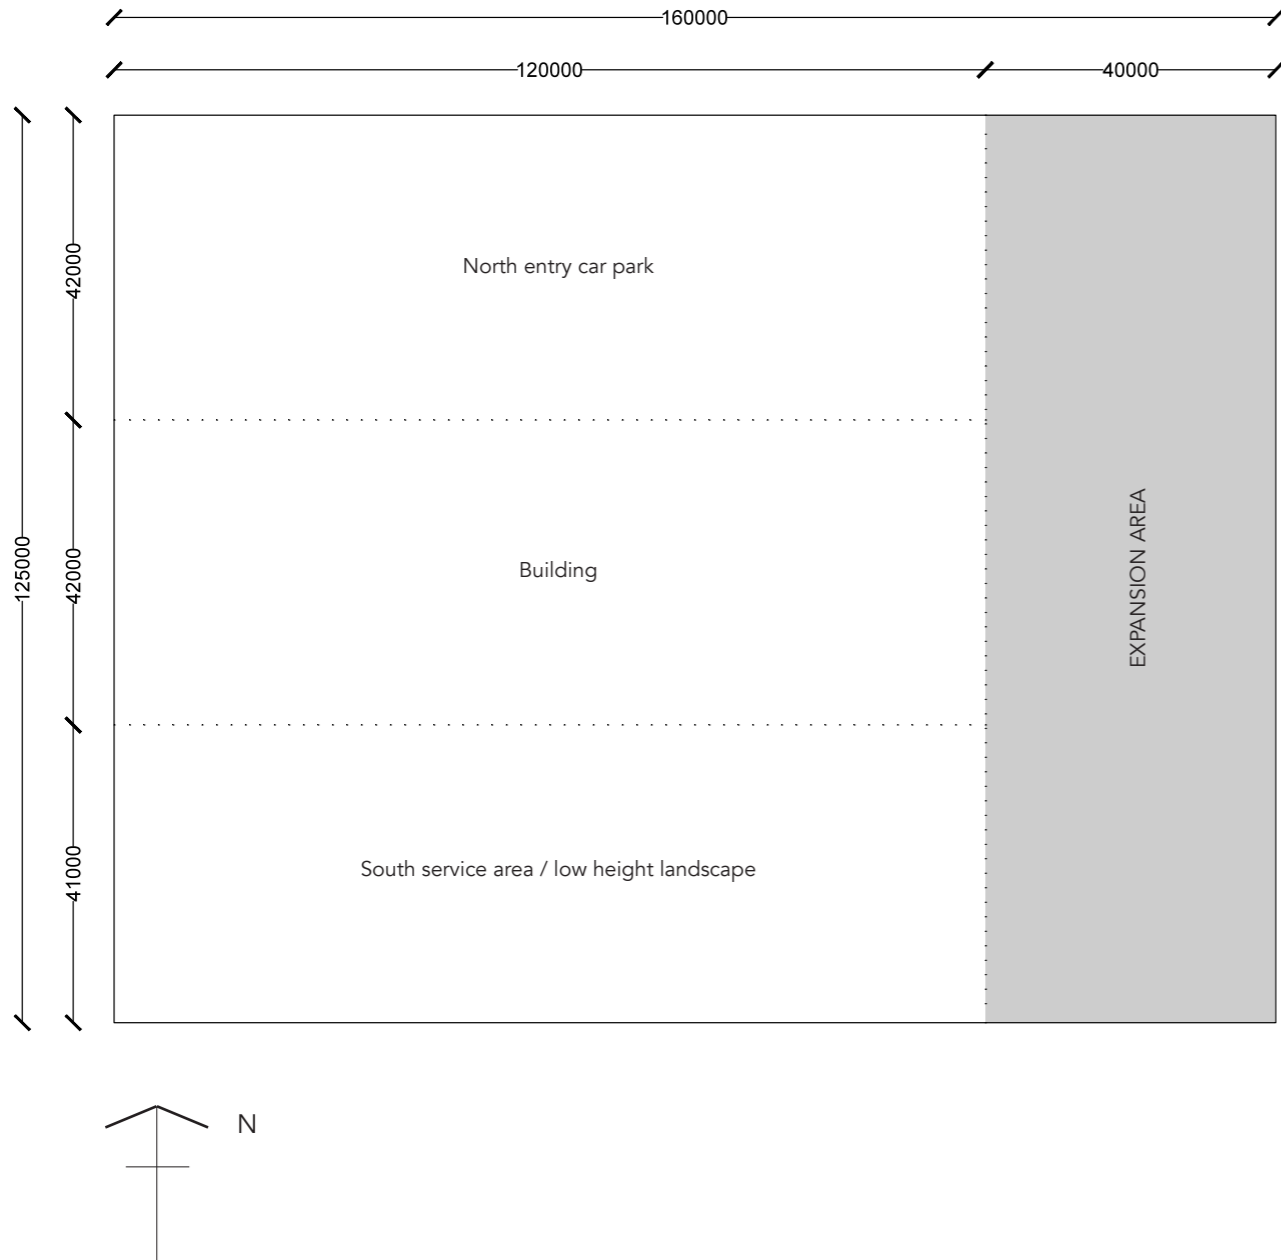 160000
120000
40000
42000
North entry car park
125000
42000
Building
EXPANSION AREA
41000
South service area / low height landscape
N